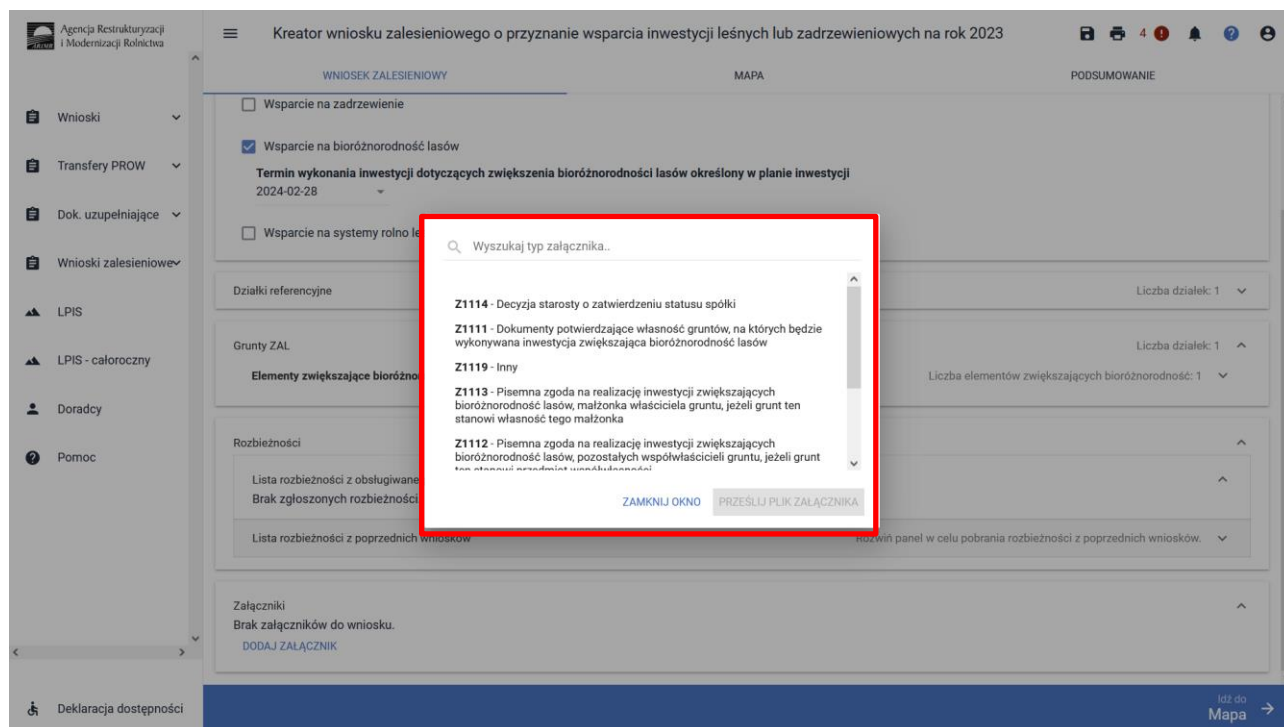 Agencja Restrukturyzacji
i Modernizacji Rolnictwa
ARiMR
Kreator wniosku zalesieniowego o przyznanie wsparcia inwestycji leśnych lub zadrzewieniowych na rok 2023
4
WNIOSEK ZALESIENIOWY
MAPA
PODSUMOWANIE
Wnioski
Transfery PROW
Dok. uzupełniające
Wnioski zalesieniowe
LPIS
LPIS - całoroczny
Doradcy
Pomoc
Deklaracja dostępności
Wsparcie na zadrzewienie
Wsparcie na bioróżnorodność lasów
Termin wykonania inwestycji dotyczących zwiększenia bioróżnorodności lasów określony w planie inwestycji
2024-02-28
Wsparcie na systemy rolno le
Działki referencyjne
Liczba działek: 1
Grunty ZAL
Liczba działek: 1
Elementy zwiększające bioróżno
Liczba elementów zwiększających bioróżnorodność: 1
Rozbieżności
Lista rozbieżności z obsługiwane
Brak zgłoszonych rozbieżności
Lista rozbieżności z poprzednich wniosków
Rozwiń panel w celu pobrania rozbieżności z poprzednich wniosków.
Załączniki
Brak załączników do wniosku.
DODAJ ZAŁĄCZNIK
Wyszukaj typ załącznika..
Z1114 - Decyzja starosty o zatwierdzeniu statusu spółki
Z1111 - Dokumenty potwierdzające własność gruntów, na których będzie
wykonywana inwestycja zwiększająca bioróżnorodność lasów
Z1119 - Inny
Z1113 - Pisemna zgoda na realizację inwestycji zwiększających
bioróżnorodność lasów, małżonka właściciela gruntu, jeżeli grunt ten
stanowi własność tego małżonka
Z1112 - Pisemna zgoda na realizację inwestycji zwiększających
bioróżnorodność lasów, pozostałych współwłaścicieli gruntu, jeżeli grunt
ten stanowi przedmiot współwłasności
ZAMKNIJ OKNO
PRZEŚLIJ PLIK ZAŁĄCZNIKA
Idź do
Mapa